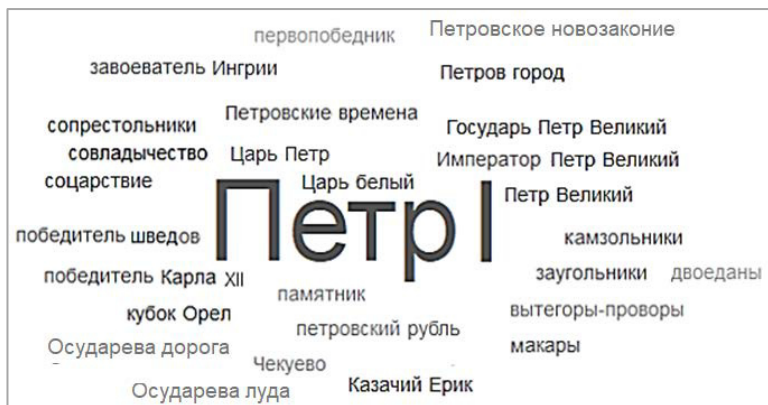 первопобедник
Петровское новозаконие
завоеватель Ингрии
Петров город
Петровские времена
сопрестольники
Государь Петр Великий
совладычество
Царь Петр
Император Петр Великий
соцарствие
Царь белый
Петр Великий
Петр I
победитель шведов
камзольники
победитель Карла XII
заугольники
двоеданы
памятник
кубок Орел
вытегоры-проворы
петровский рубль
Осударева дорога
макары
Чекуево
Осударева луда
Казачий Ерик